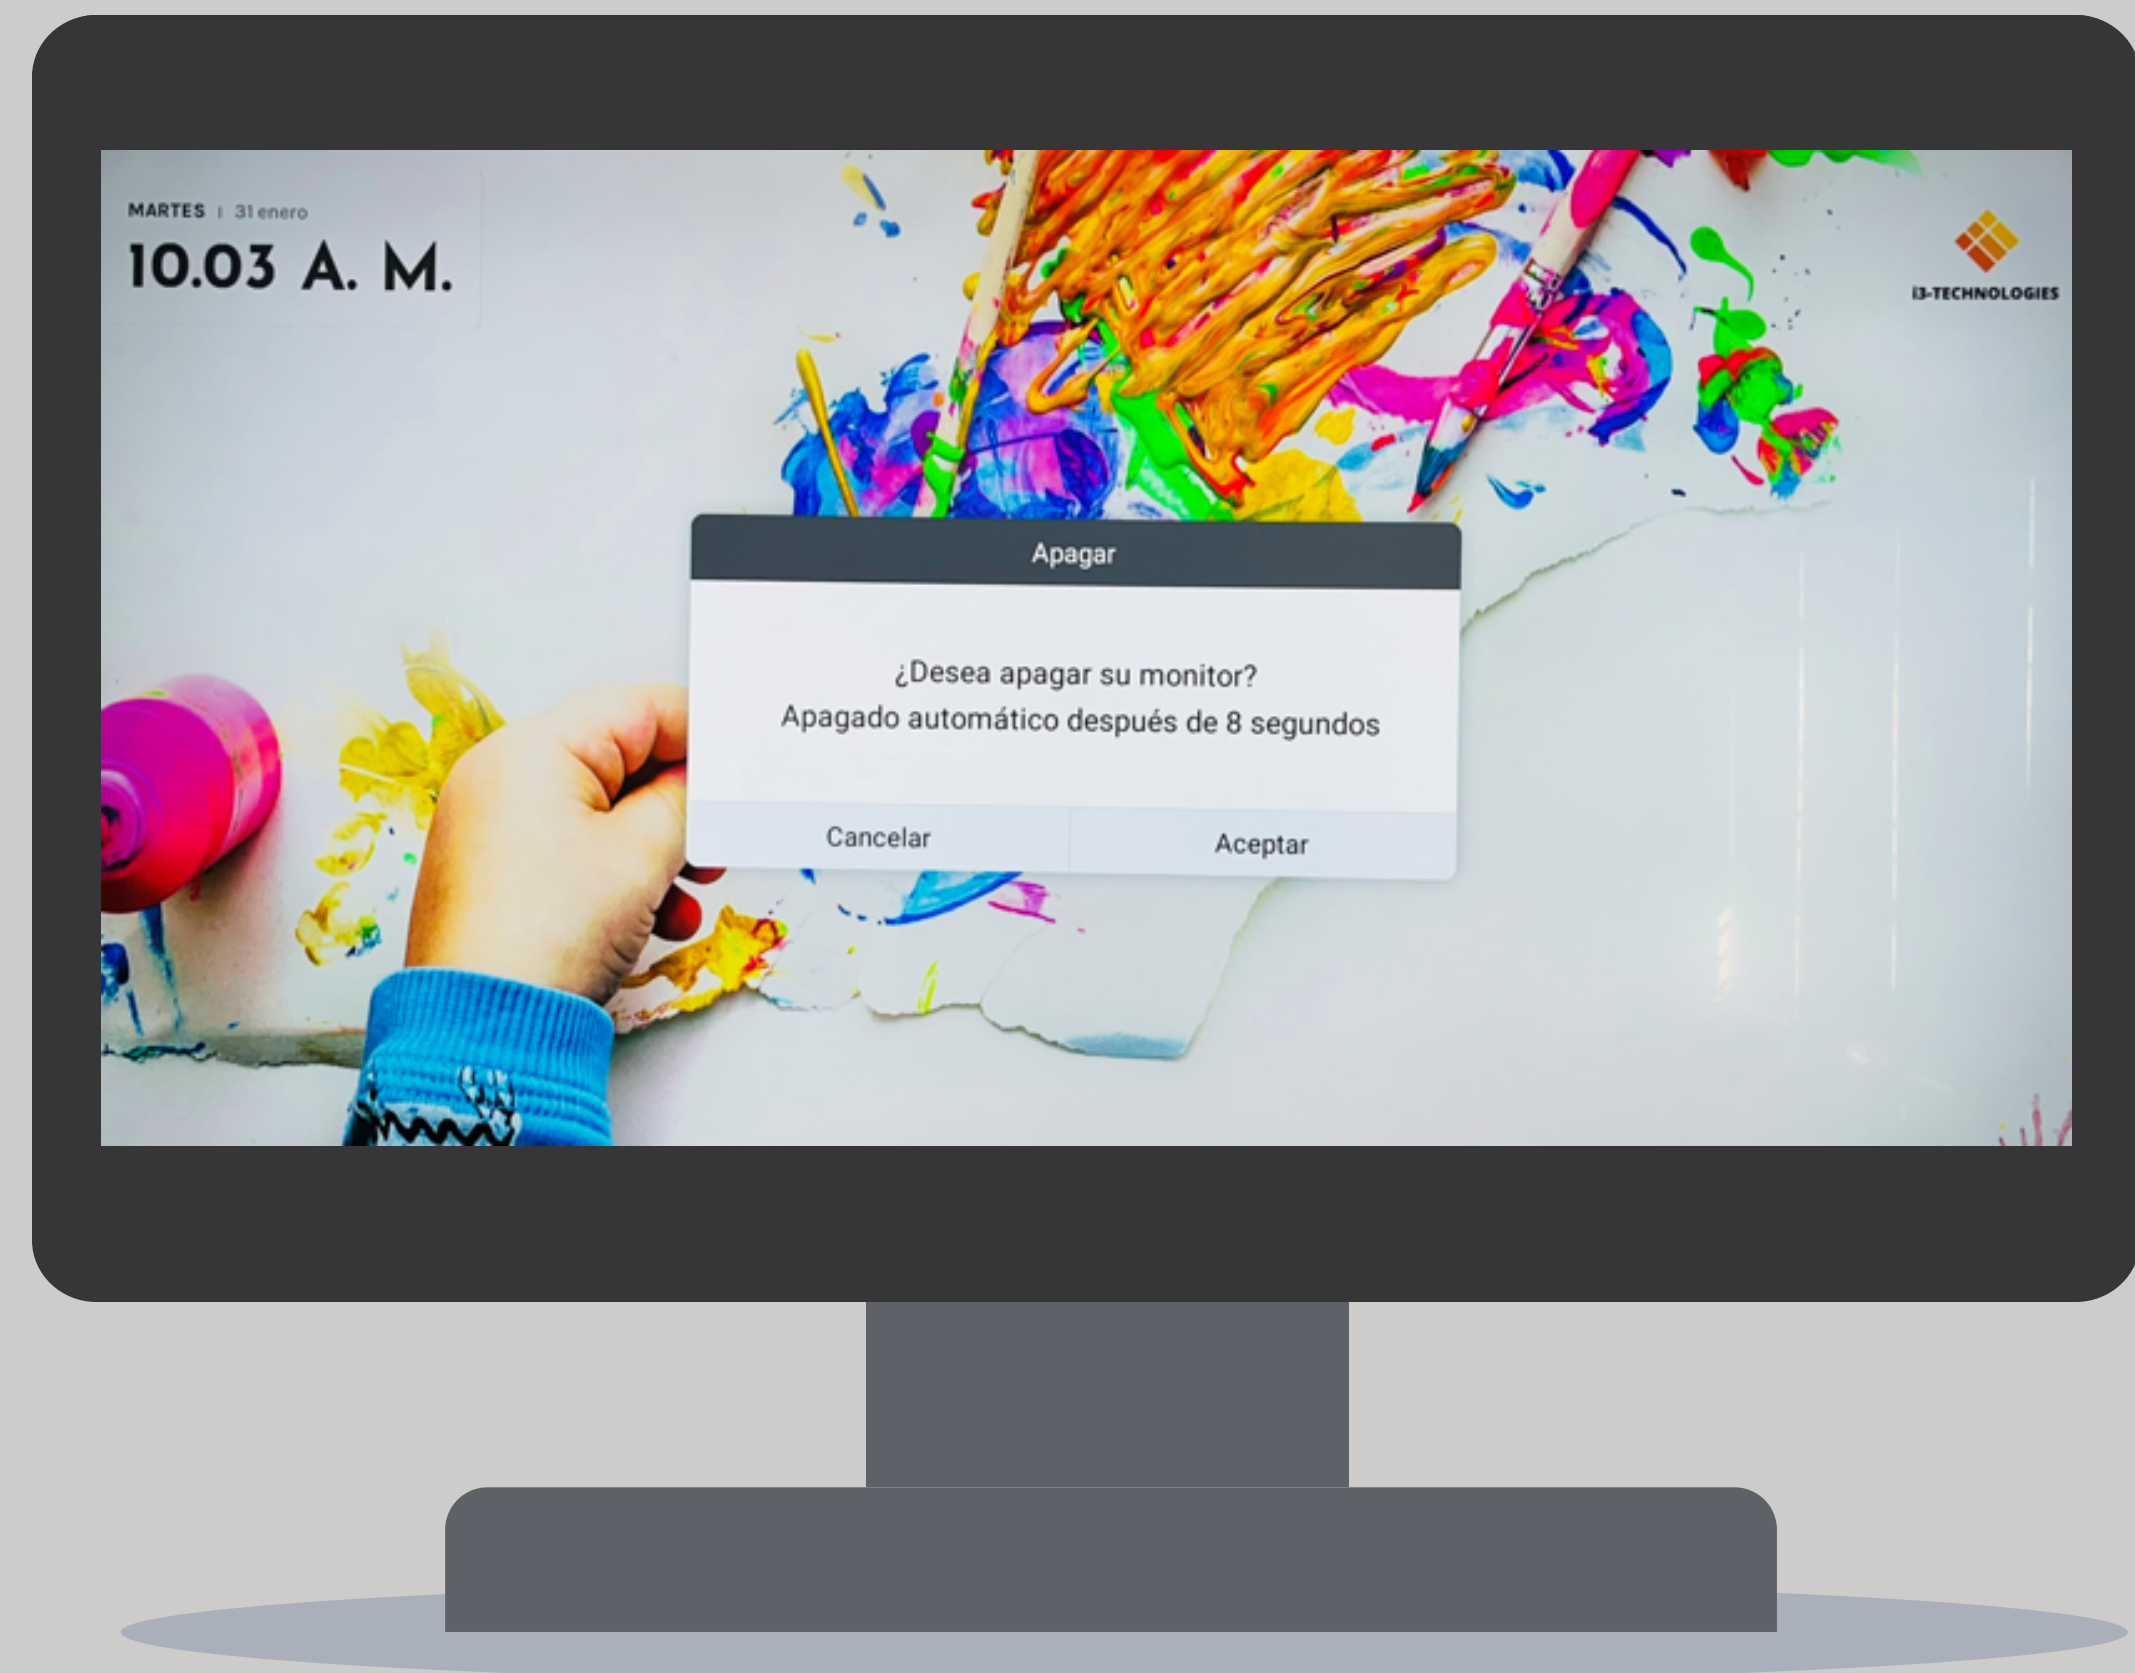 MARTES | 31 enero
10.03 A. M.
i3-TECHNOLOGIES
Apagar
¿Desea apagar su monitor?
Apagado automático después de 8 segundos
Cancelar
Aceptar